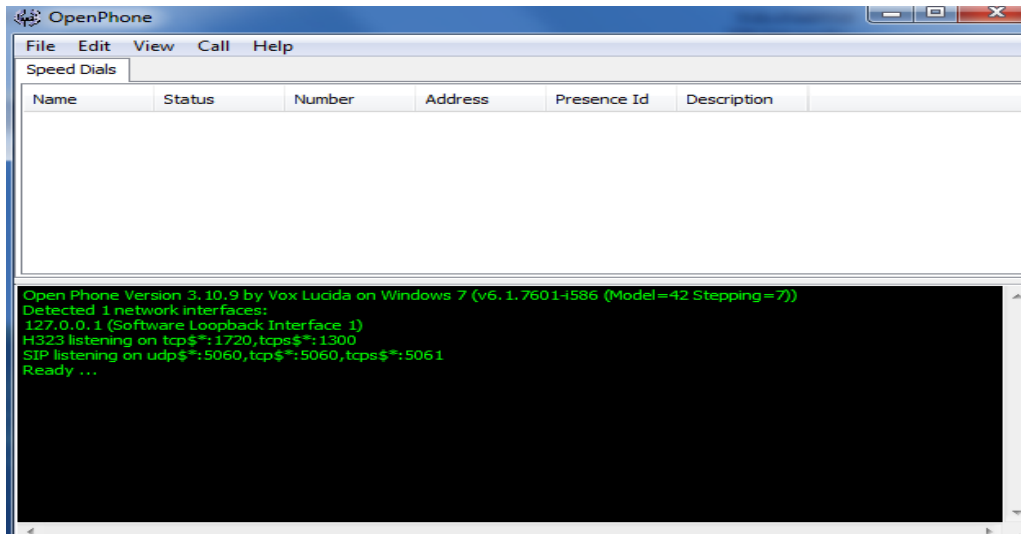 OpenPhone
File Edit View Call Help
Speed Dials
Name Status Number Address Presence Id Description
Open Phone Version 3.10.9 by Vox Lucida on Windows 7 (v6.1.7601-i586 (Model=42 Stepping=7))
Detected 1 network interfaces:
127.0.0.1 (Software Loopback Interface 1)
H323 listening on tcp$*:1720,tcps$*:1300
SIP listening on udp$*:5060,tcp$*:5060,tcps$*:5061
Ready ...